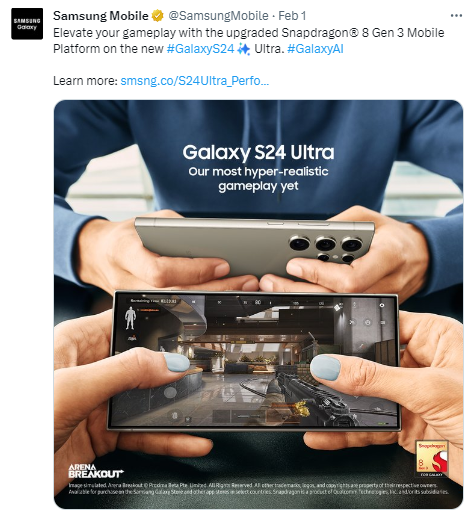 SAMSUNG
Galaxy
Samsung Mobile @SamsungMobile · Feb 1
Elevate your gameplay with the upgraded Snapdragon® 8 Gen 3 Mobile
Platform on the new #GalaxyS24 Ultra. #GalaxyAI
Learn more: smsng.co/S24Ultra_Perfo...
Galaxy S24 Ultra
Our most hyper-realistic
gameplay yet
ARENA
BREAKOUT
Snapdragon
FOR GALAXY
Image simulated. Arena Breakout © Proxima Beta Pte. Limited. All Rights Reserved. All other trademarks, logos, and copyrights are property of their respective owners.
Available for purchase on the Samsung Galaxy Store and other app stores in select countries. Snapdragon is a product of Qualcomm Technologies, Inc. and/or its subsidiaries.